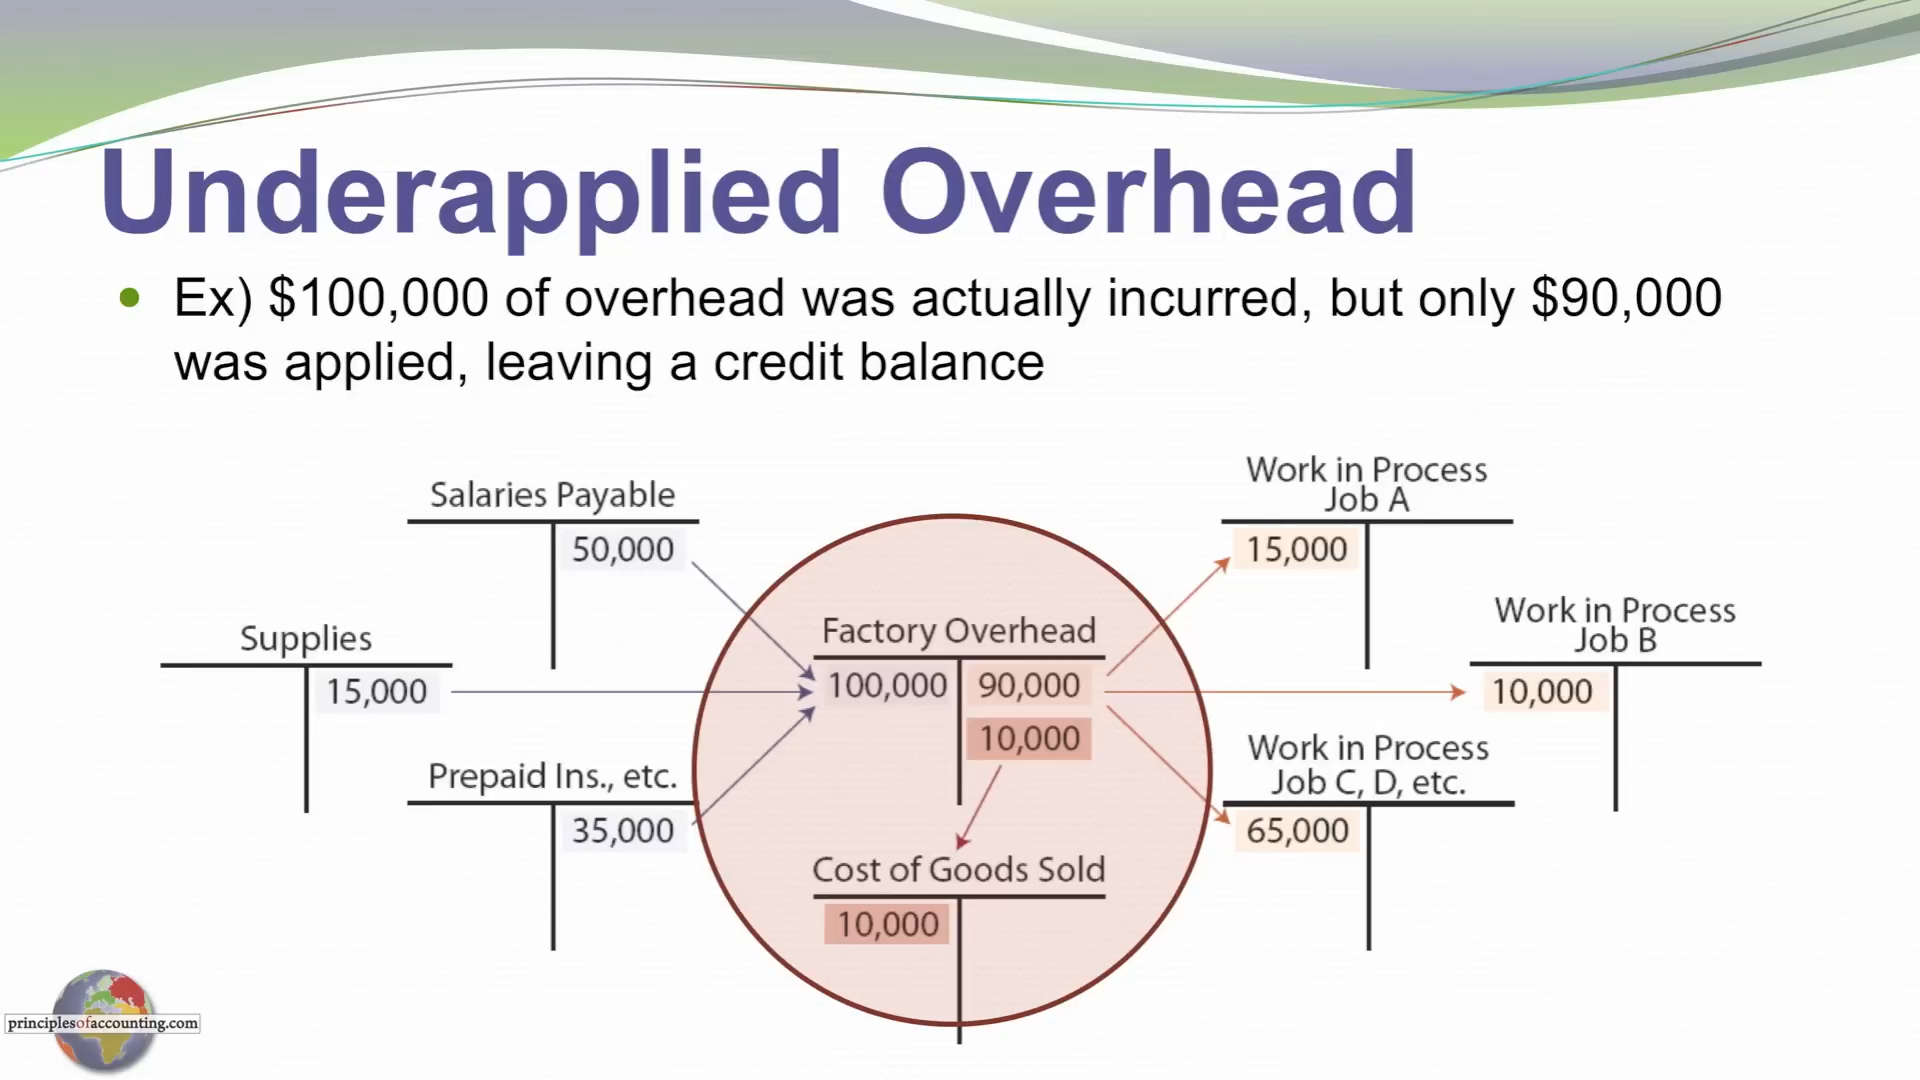 Underapplied Overhead
Ex) $100,000 of overhead was actually incurred, but only $90,000
was applied, leaving a credit balance
Salaries Payable
50,000
Supplies
15,000
Prepaid Ins., etc.
35,000
Factory Overhead
100,000 90,000
10,000
Cost of Goods Sold
10,000
Work in Process
Job A
15,000
Work in Process
Job B
10,000
Work in Process
Job C, D, etc.
65,000
principlesofaccounting.com